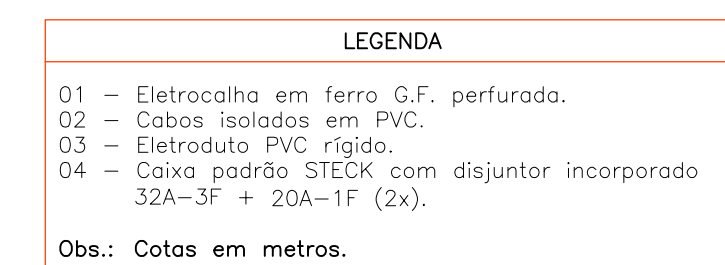 LEGENDA
01 – Eletrocalha em ferro G.F. perfurada.
02 – Cabos isolados em PVC.
03 – Eletroduto PVC rígido.
04 – Caixa padrão STECK com disjuntor incorporado
32A–3F + 20A–1F (2x).
Obs.: Cotas em metros.